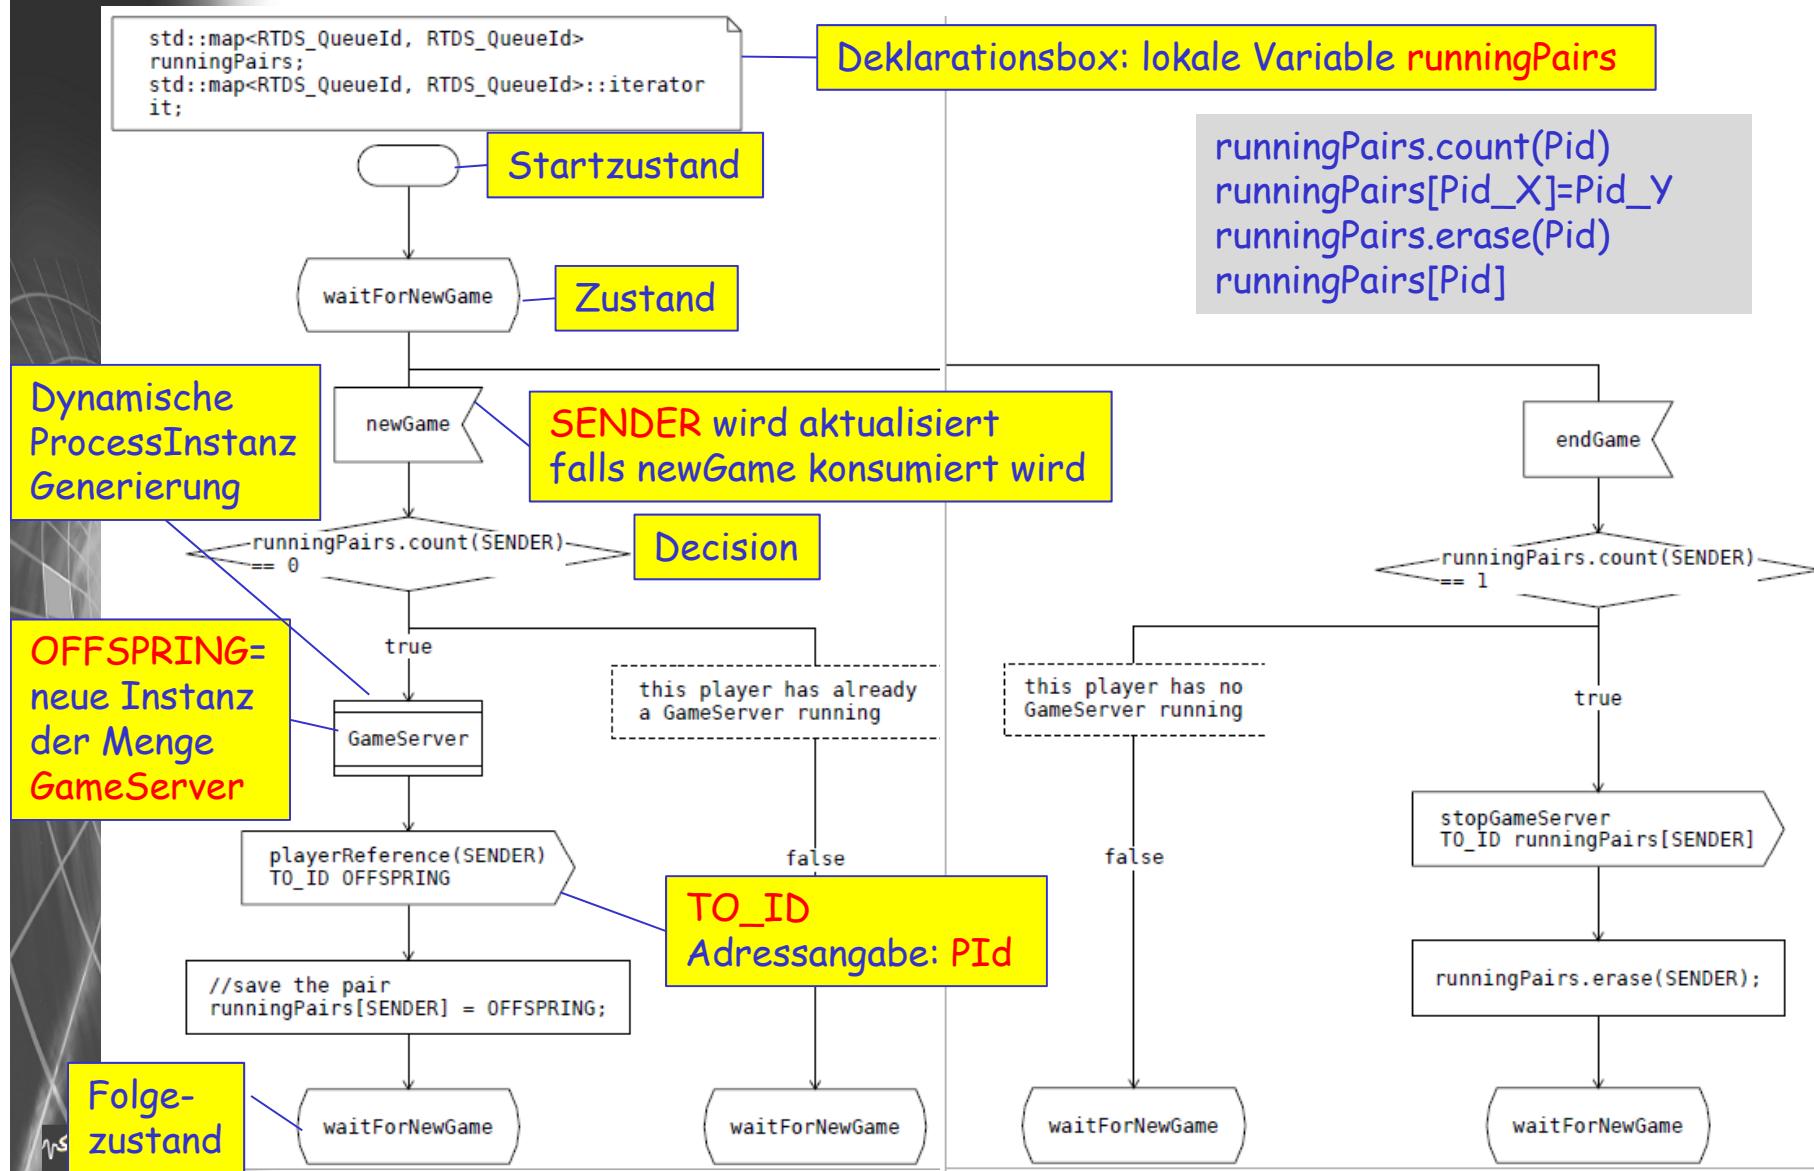 std::map<RTDS_QueueId, RTDS_QueueId>
runningPairs;
std::map<RTDS_QueueId, RTDS_QueueId>::iterator
it;
Deklarationsbox: lokale Variable runningPairs
Startzustand
runningPairs.count(Pid)
runningPairs[Pid_X]=Pid_Y
runningPairs.erase(Pid)
runningPairs[Pid]
waitForNewGame
Zustand
Dynamische
ProcessInstanz
Generierung
newGame
SENDER wird aktualisiert
falls newGame konsumiert wird
endGame
runningPairs.count(SENDER)
== 0
Decision
runningPairs.count(SENDER)
== 1
OFFSPRING=
neue Instanz
der Menge
GameServer
true
this player has already
a GameServer running
this player has no
GameServer running
true
GameServer
playerReference(SENDER)
TO_ID OFFSPRING
false
false
stopGameServer
TO_ID runningPairs[SENDER]
TO_ID
Adressangabe: PId
//save the pair
runningPairs[SENDER] = OFFSPRING;
runningPairs.erase(SENDER);
Folge-
zustand
waitForNewGame
waitForNewGame
waitForNewGame
waitForNewGame